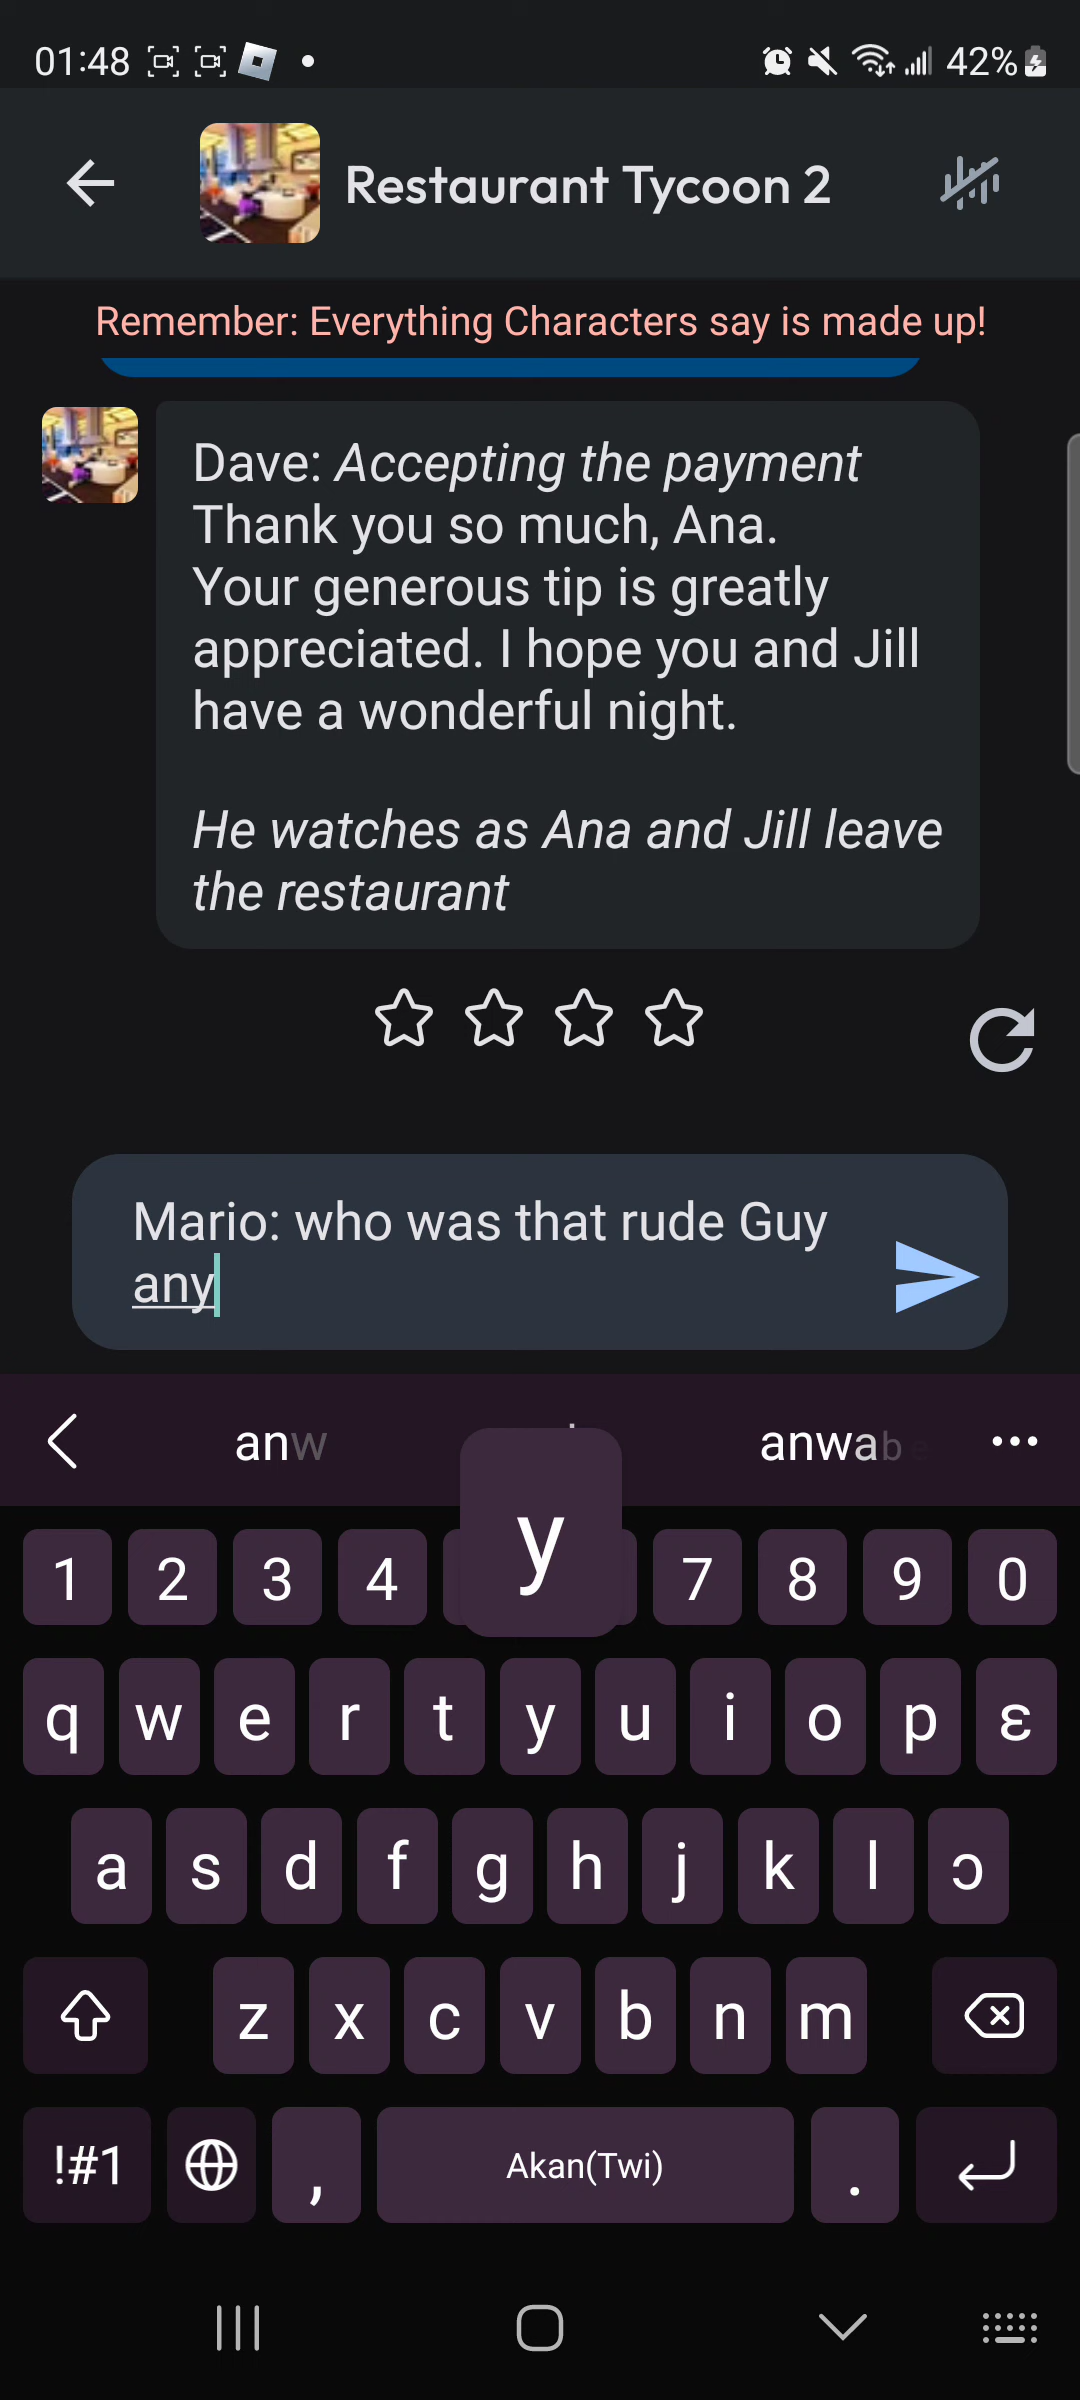 01:48
42%
Restaurant Tycoon 2
Remember: Everything Characters say is made up!
Dave: Accepting the payment
Thank you so much, Ana.
Your generous tip is greatly
appreciated. I hope you and Jill
have a wonderful night.
He watches as Ana and Jill leave
the restaurant
Mario: who was that rude Guy
any
anw anwab
y
1 2 3 4 7 8 9 0
q w e r t y u i o p ɛ
a s d f g h j k l ɔ
z x c v b n m
!#1 , Akan(Twi) .